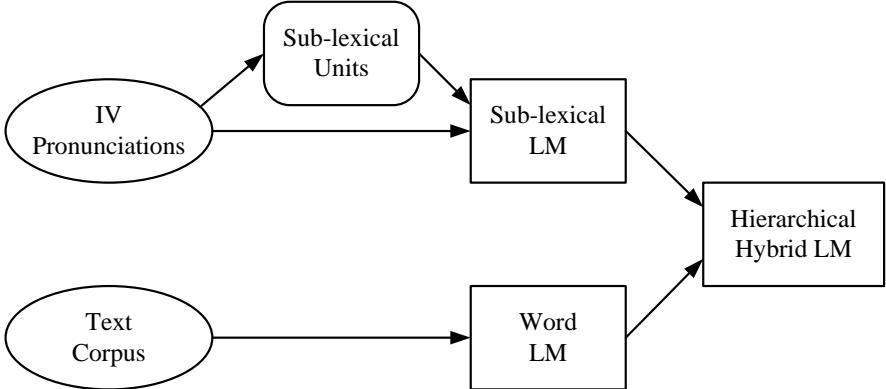 Sub-lexical
Units
IV
Pronunciations
Sub-lexical
LM
Hierarchical
Hybrid LM
Text
Corpus
Word
LM